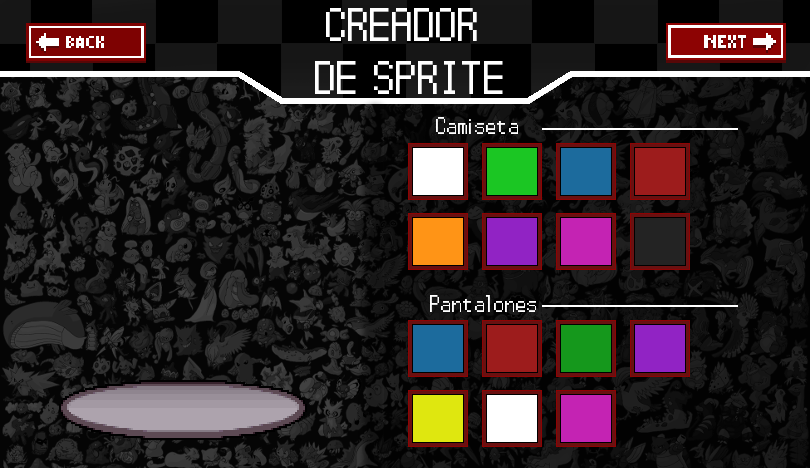 CREADOR
DE SPRITE
BACK
NEXT
Camiseta
Pantalones